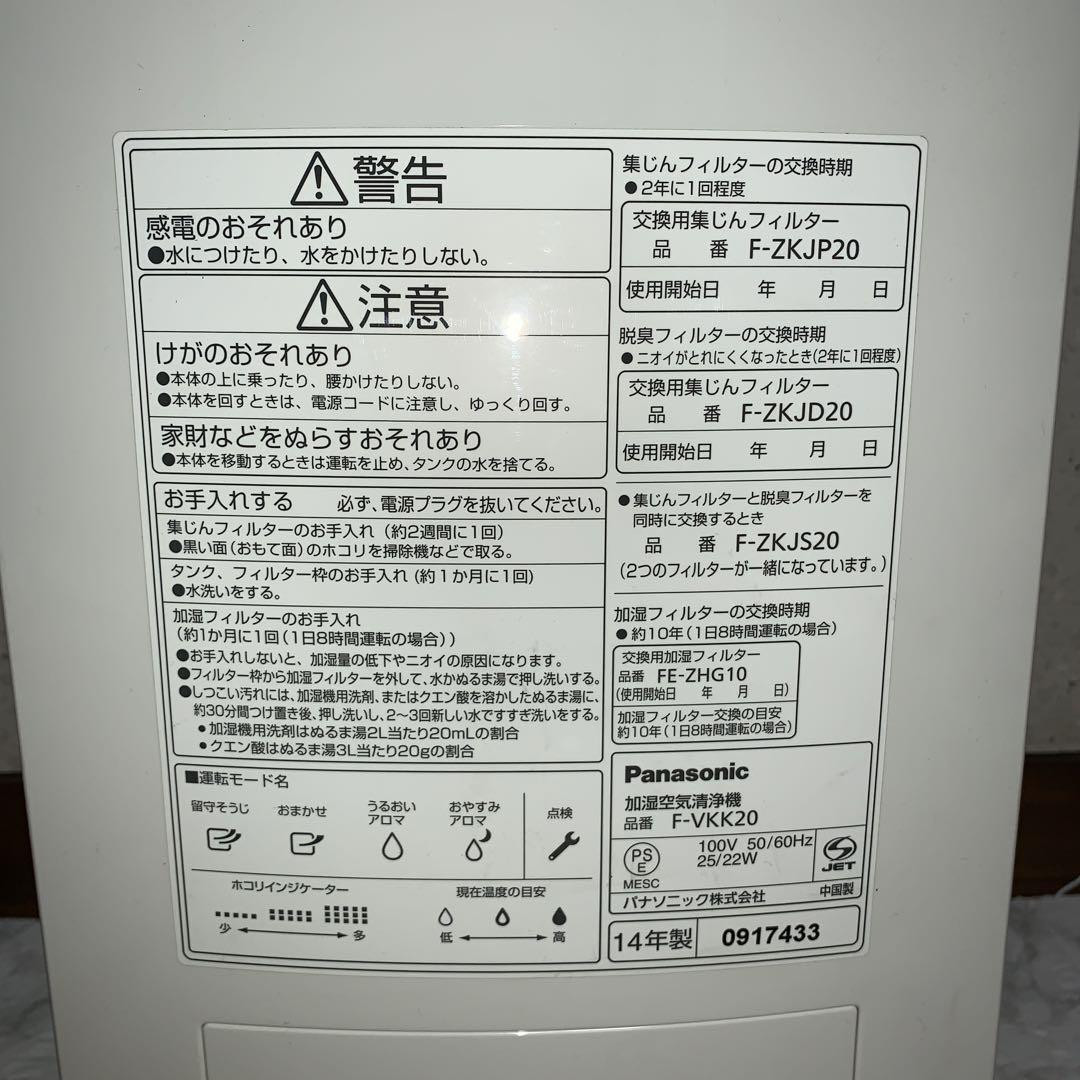 警告
感電のおそれあり
●水につけたり、水をかけたりしない。
注意
けがのおそれあり
●本体の上に乗ったり、腰かけたりしない。
●本体を回すときは、電源コードに注意し、ゆっくり回す。
家財などをぬらすおそれあり
●本体を移動するときは運転を止め、タンクの水を捨てる。
お手入れする 必ず、電源プラグを抜いてください。
集じんフィルターのお手入れ(約2週間に1回)
●黒い面(おもて面)のホコリを掃除機などで取る。
タンク、フィルター枠のお手入れ(約1か月に1回)
●水洗いをする。
加湿フィルターのお手入れ
(約1か月に1回(1日8時間運転の場合))
●お手入れしないと、加湿量の低下やニオイの原因になります。
●フィルター枠から加湿フィルターを外して、水かぬるま湯で押し洗いする。
●しつこい汚れには、加湿機用洗剤、またはクエン酸を溶かしたぬるま湯に、
約30分間つけ置き後、押し洗いし、2〜3回新しい水ですすぎ洗いをする。
•加湿機用洗剤はぬるま湯2L当たり20mLの割合
•クエン酸はぬるま湯3L当たり20gの割合
■運転モード名
留守そうじ おまかせ うるおい
アロマ
おやすみ
アロマ
点検
ホコリインジケーター
少 多
現在温度の目安
低 高
集じんフィルターの交換時期
●2年に1回程度
交換用集じんフィルター
品 番 F-ZKJP20
使用開始日 年 月 日
脱臭フィルターの交換時期
●ニオイがとれにくくなったとき(2年に1回程度)
交換用集じんフィルター
品 番 F-ZKJD20
使用開始日 年 月 日
●集じんフィルターと脱臭フィルターを
同時に交換するとき
品 番 F-ZKJS20
(2つのフィルターが一緒になっています。)
加湿フィルターの交換時期
●約10年(1日8時間運転の場合)
交換用加湿フィルター
品番 FE-ZHG10
(使用開始日 年 月 日)
加湿フィルター交換の目安
約10年(1日8時間運転の場合)
Panasonic
加湿空気清浄機
品番 F-VKK20
PS
E
MESC
100V 50/60Hz
25/22W
JET
パナソニック株式会社 中国製
14年製 0917433